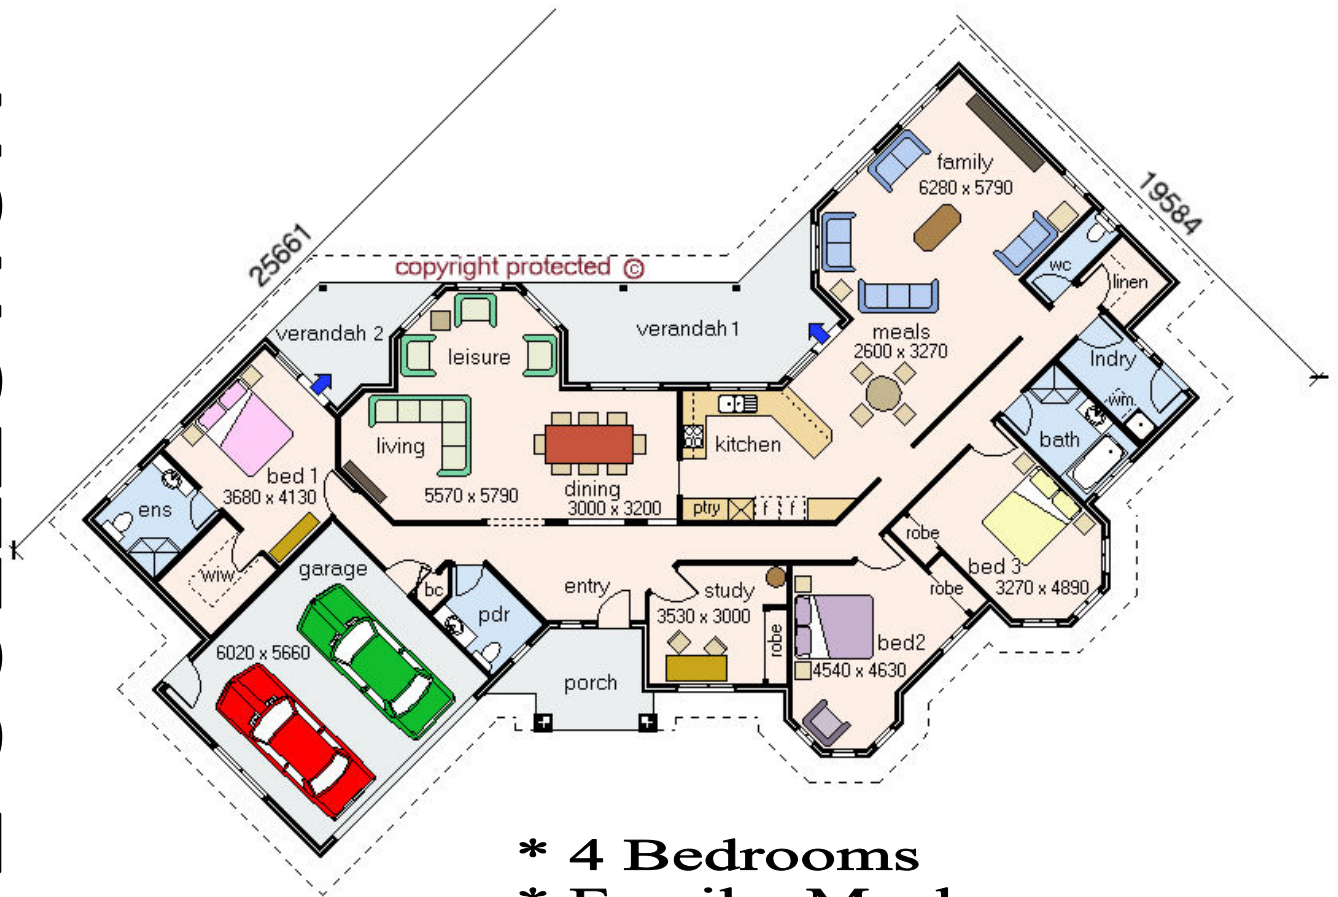 family
6280 x 5790
19584
25661
copyright protected ©
wc
linen
verandah 2
verandah 1
meals
2600 x 3270
leisure
lndry
wm
living
kitchen
bath
bed 1
3680 x 4130
5570 x 5790
dining
3000 x 3200
ens
ptry
f
f
robe
wiw
garage
bc
entry
study
3530 x 3000
bed 3
3270 x 4890
robe
pdr
robe
bed2
4540 x 4630
6020 x 5660
porch
* 4 Bedrooms